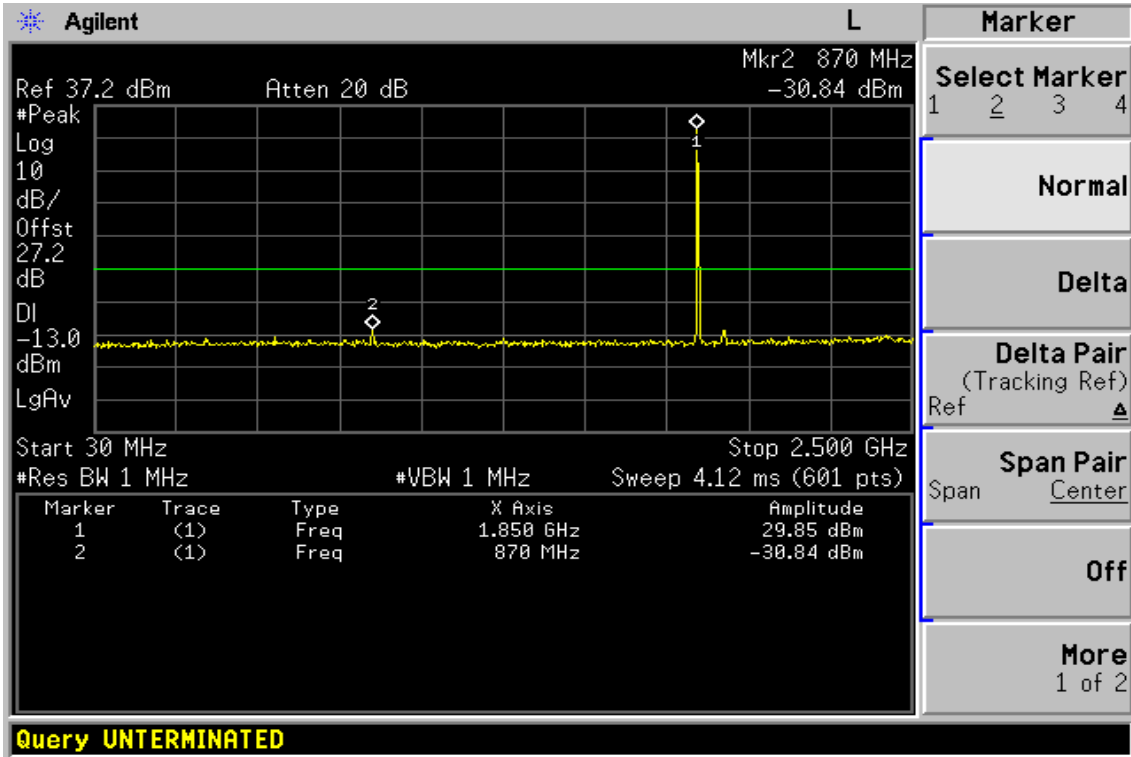 Agilent L
Mkr2 870 MHz
Ref 37.2 dBm Atten 20 dB -30.84 dBm
#Peak
Log
10
dB/
Offst
27.2
dB
DI
-13.0
dBm
LgAv
1
2
Start 30 MHz Stop 2.500 GHz
#Res BW 1 MHz #VBW 1 MHz Sweep 4.12 ms (601 pts)
Marker Trace Type X Axis Amplitude
1 (1) Freq 1.850 GHz 29.85 dBm
2 (1) Freq 870 MHz -30.84 dBm
Query UNTERMINATED
Marker
Select Marker
1 2 3 4
Normal
Delta
Delta Pair
(Tracking Ref)
Ref Δ
Span Pair
Span Center
Off
More
1 of 2